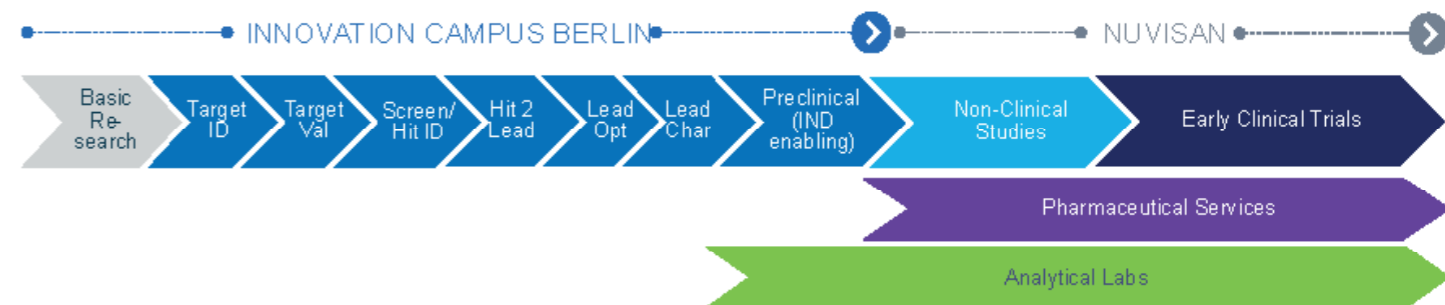 INNOVATION CAMPUS BERLIN
NUVISAN
Basic
Re-
search
Target
ID
Target
Val
Screen/
Hit ID
Hit 2
Lead
Lead
Opt
Lead
Char
Preclinical
(IND
enabling)
Non-Clinical
Studies
Early Clinical Trials
Pharmaceutical Services
Analytical Labs